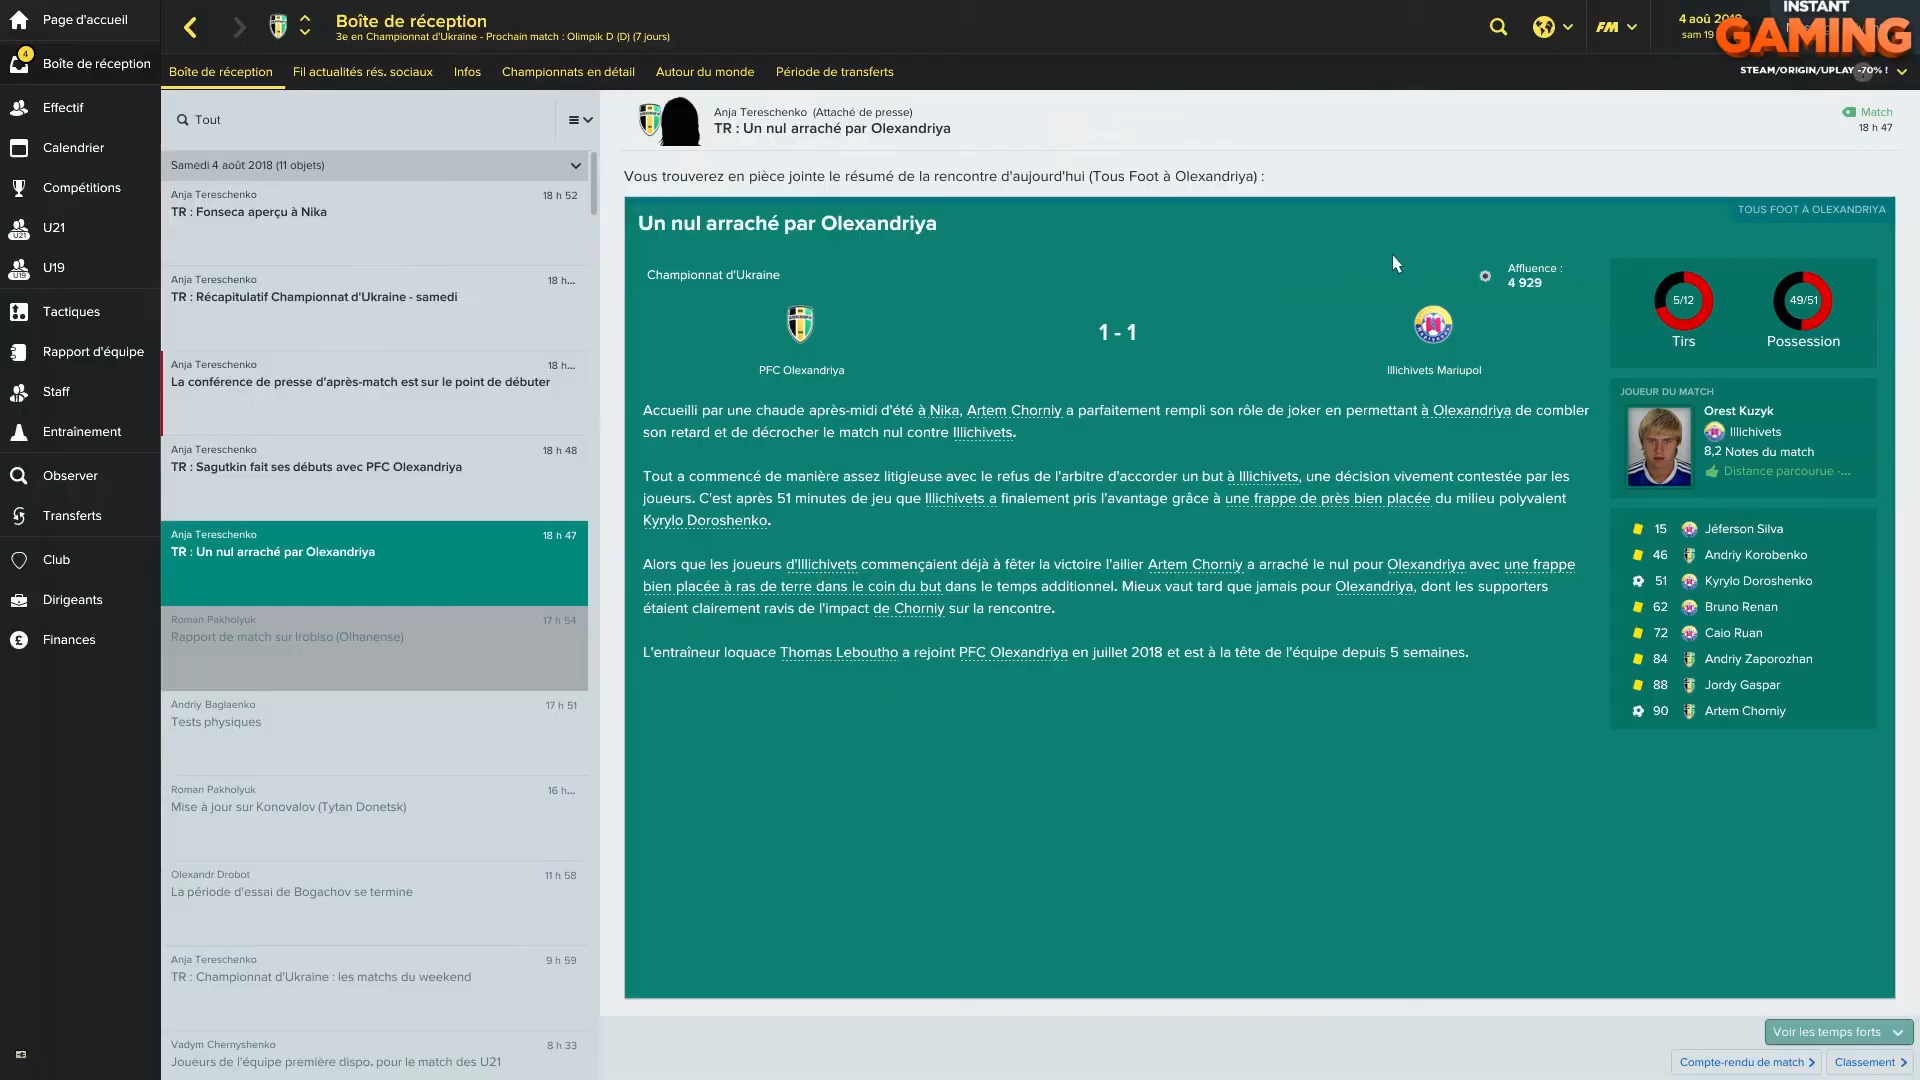 Page d'accueil
Boîte de réception
3e en Championnat d'Ukraine - Prochain match : Olimpik D (D) (7 jours)
FM
4 aoû
sam 19
INSTANT
GAMING
STEAM/ORIGIN/UPLAY -70% !
4
Boîte de réception
Boîte de réception
Fil actualités rés. sociaux
Infos
Championnats en détail
Autour du monde
Période de transferts
Effectif
Calendrier
Compétitions
U21
U19
Tactiques
Rapport d'équipe
Staff
Entraînement
Observer
Transferts
Club
Dirigeants
Finances
Tout
Samedi 4 août 2018 (11 objets)
Anja Tereschenko 18 h 52
TR : Fonseca aperçu à Nika
Anja Tereschenko 18 h...
TR : Récapitulatif Championnat d'Ukraine - samedi
Anja Tereschenko 18 h...
La conférence de presse d'après-match est sur le point de débuter
Anja Tereschenko 18 h 48
TR : Sagutkin fait ses débuts avec PFC Olexandriya
Anja Tereschenko 18 h 47
TR : Un nul arraché par Olexandriya
Roman Pakholyuk 17 h 54
Rapport de match sur Irobiso (Olhanense)
Andriy Baglaenko 17 h 51
Tests physiques
Roman Pakholyuk 16 h...
Mise à jour sur Konovalov (Tytan Donetsk)
Olexandr Drobot 11 h 58
La période d'essai de Bogachov se termine
Anja Tereschenko 9 h 59
TR : Championnat d'Ukraine : les matchs du weekend
Vadym Chernyshenko 8 h 33
Joueurs de l'équipe première dispo. pour le match des U21
Anja Tereschenko (Attaché de presse)
TR : Un nul arraché par Olexandriya
Match
18 h 47
Vous trouverez en pièce jointe le résumé de la rencontre d'aujourd'hui (Tous Foot à Olexandriya) :
TOUS FOOT À OLEXANDRIYA
Un nul arraché par Olexandriya
Championnat d'Ukraine
Affluence :
4 929
1 - 1
PFC Olexandriya
Illichivets Mariupol
Accueilli par une chaude après-midi d'été à Nika, Artem Chorniy a parfaitement rempli son rôle de joker en permettant à Olexandriya de combler
son retard et de décrocher le match nul contre Illichivets.
Tout a commencé de manière assez litigieuse avec le refus de l'arbitre d'accorder un but à Illichivets, une décision vivement contestée par les
joueurs. C'est après 51 minutes de jeu que Illichivets a finalement pris l'avantage grâce à une frappe de près bien placée du milieu polyvalent
Kyrylo Doroshenko.
Alors que les joueurs d'Illichivets commençaient déjà à fêter la victoire l'ailier Artem Chorniy a arraché le nul pour Olexandriya avec une frappe
bien placée à ras de terre dans le coin du but dans le temps additionnel. Mieux vaut tard que jamais pour Olexandriya, dont les supporters
étaient clairement ravis de l'impact de Chorniy sur la rencontre.
L'entraîneur loquace Thomas Leboutho a rejoint PFC Olexandriya en juillet 2018 et est à la tête de l'équipe depuis 5 semaines.
5/12
Tirs
49/51
Possession
JOUEUR DU MATCH
Orest Kuzyk
Illichivets
8,2 Notes du match
Distance parcourue -...
15 Jéferson Silva
46 Andriy Korobenko
51 Kyrylo Doroshenko
62 Bruno Renan
72 Caio Ruan
84 Andriy Zaporozhan
88 Jordy Gaspar
90 Artem Chorniy
Voir les temps forts
Compte-rendu de match
Classement